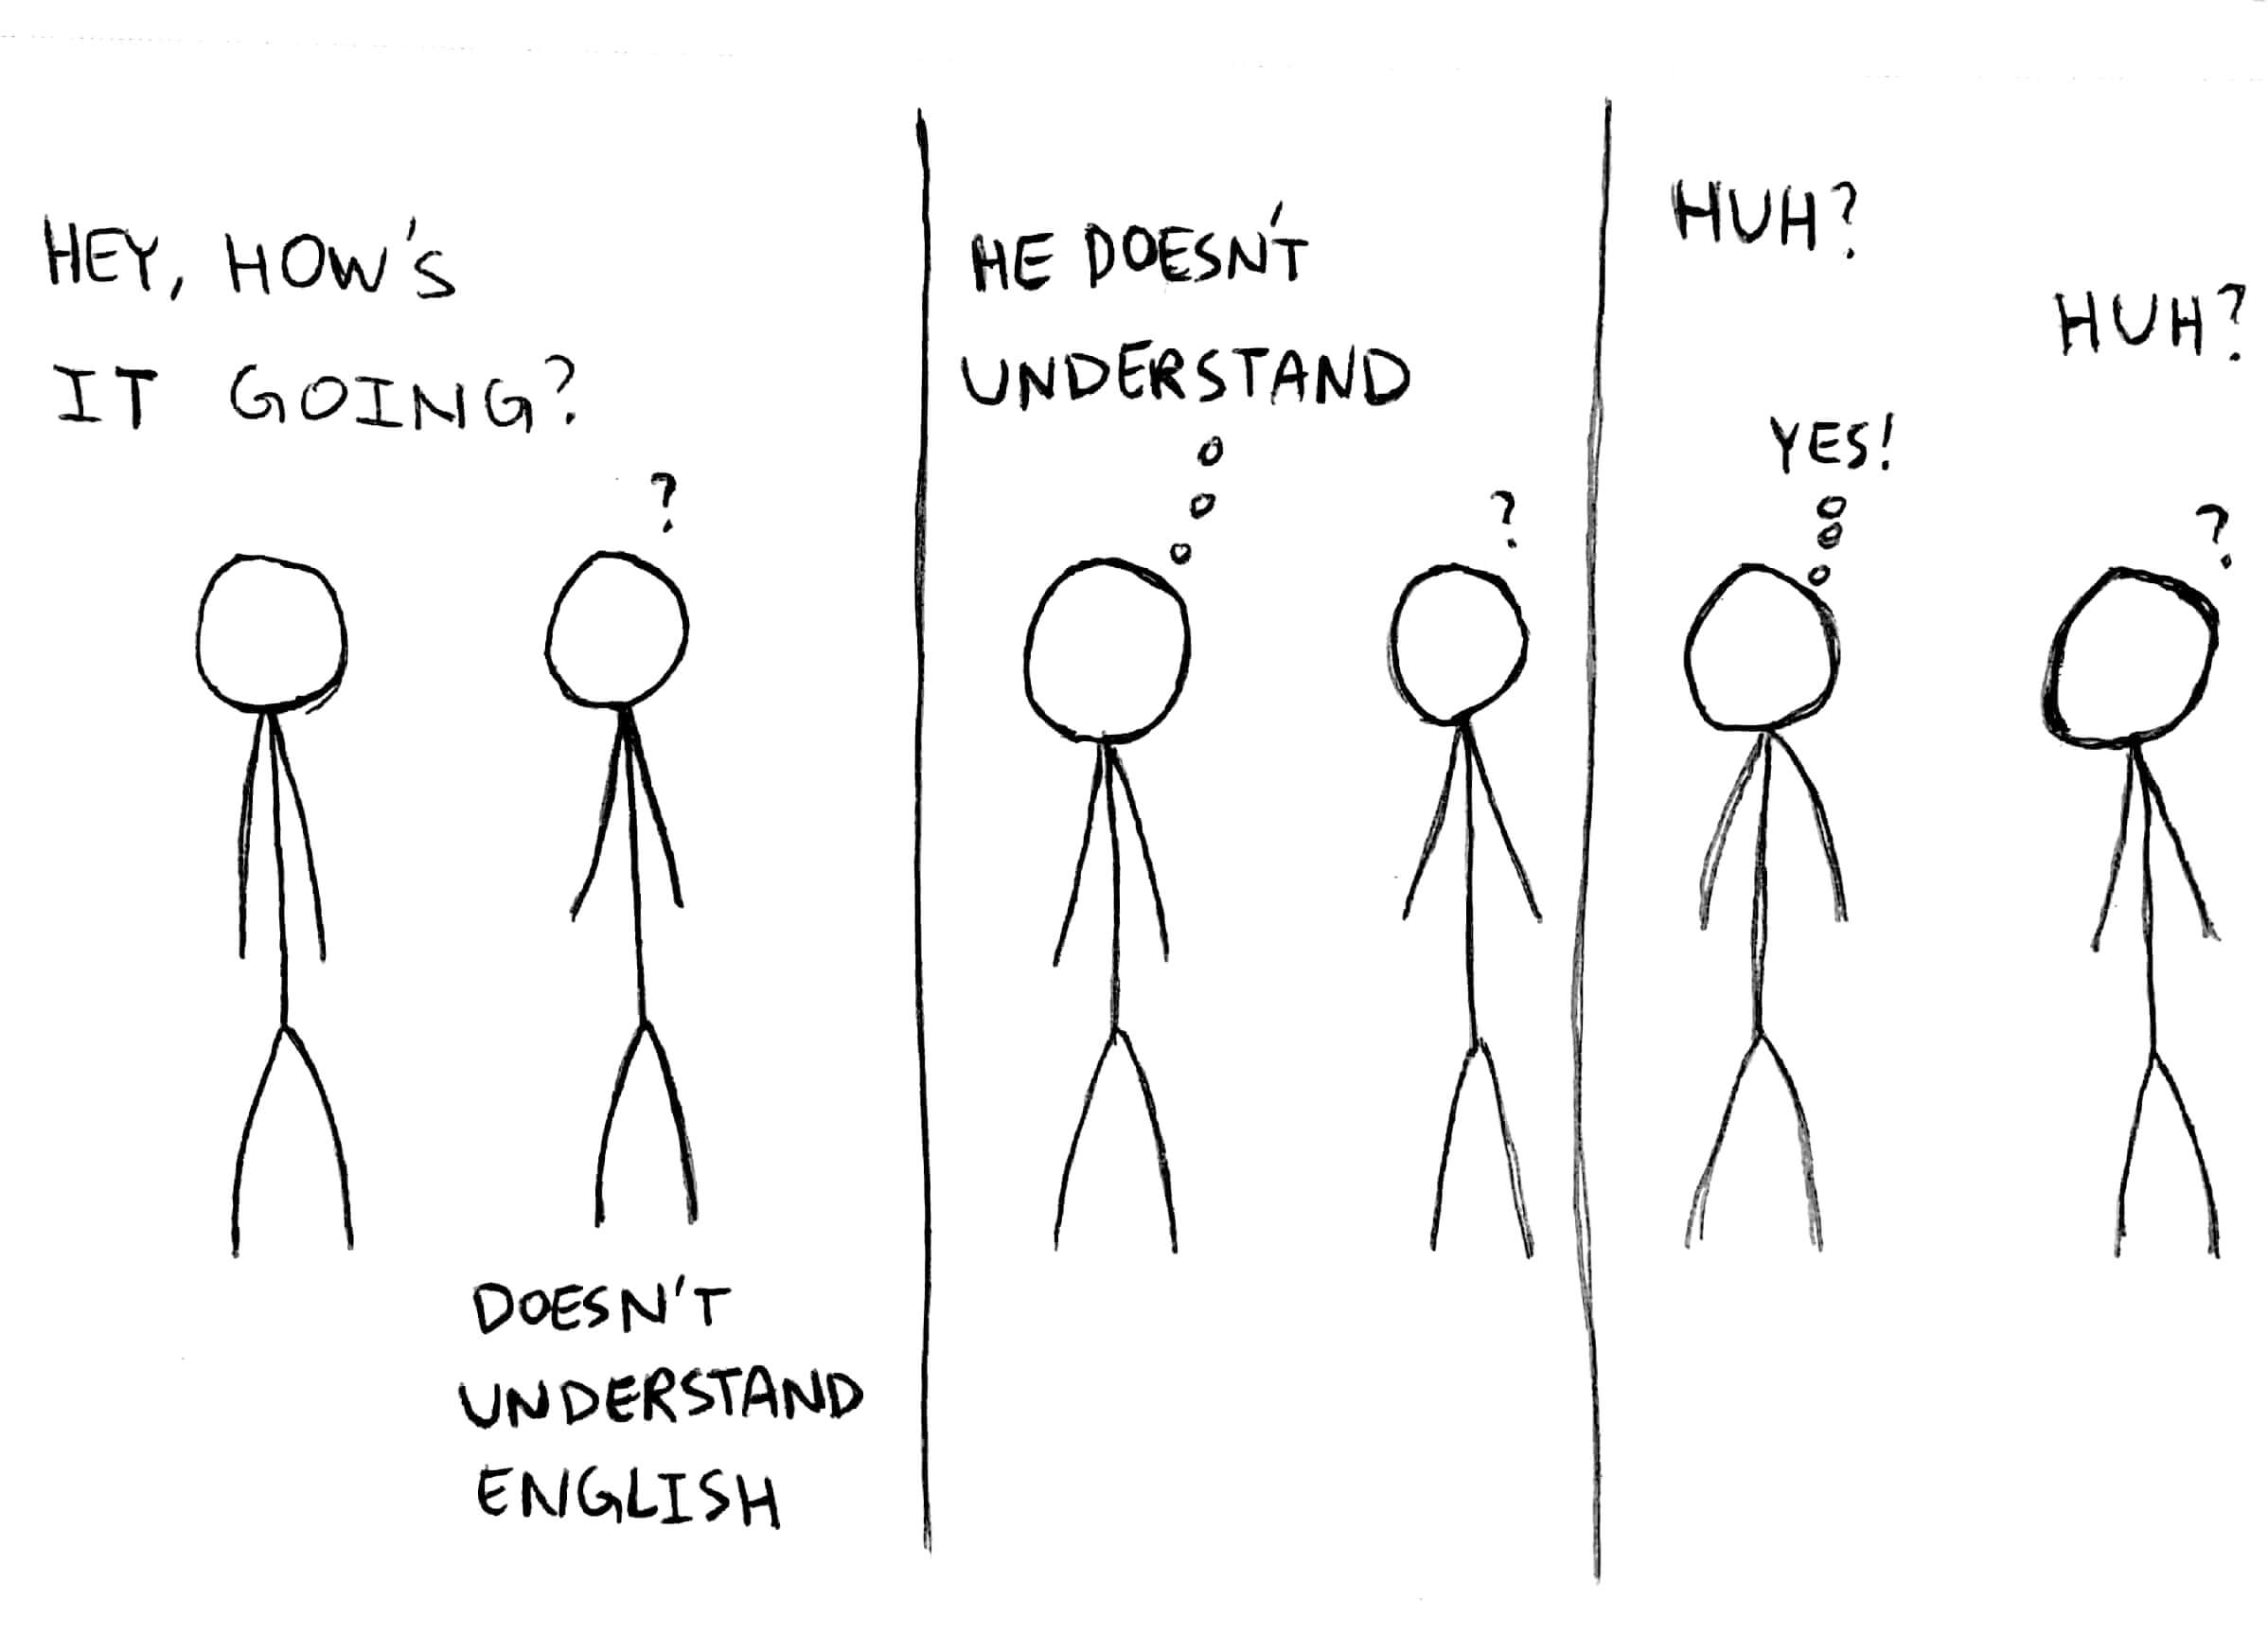 HEY, HOW'S
IT GOING?
?
DOESN'T
UNDERSTAND
ENGLISH
HE DOESN'T
UNDERSTAND
?
HUH?
HUH?
YES!
?